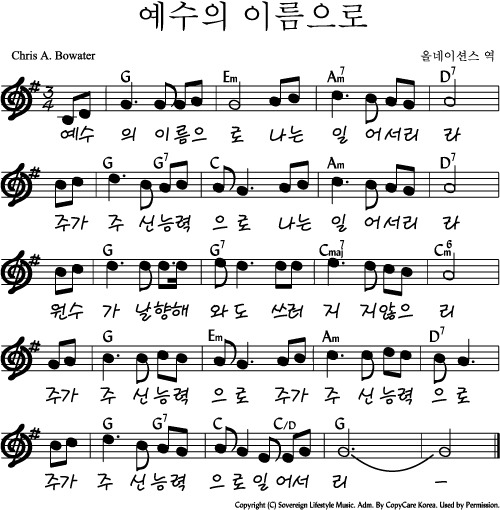 예수의 이름으로
Chris A. Bowater 올네이션스 역
3/4
G Em Am7 D7
예수 의 이름으 로 나는 일 어서리 라
G G7 C Am D7
주가 주 신능력 으로 나는 일 어서리 라
G G7 Cmaj7 Cm6
원수 가 날향해 와도 쓰러 지 지않으 리
G Em Am D7
주가 주 신능력 으로 주가 주 신능력 으로
G G7 C C/D G
주가 주 신능력 으로일 어서 리 –
Copyright (C) Sovereign Lifestyle Music. Adm. By CopyCare Korea. Used by Permission.